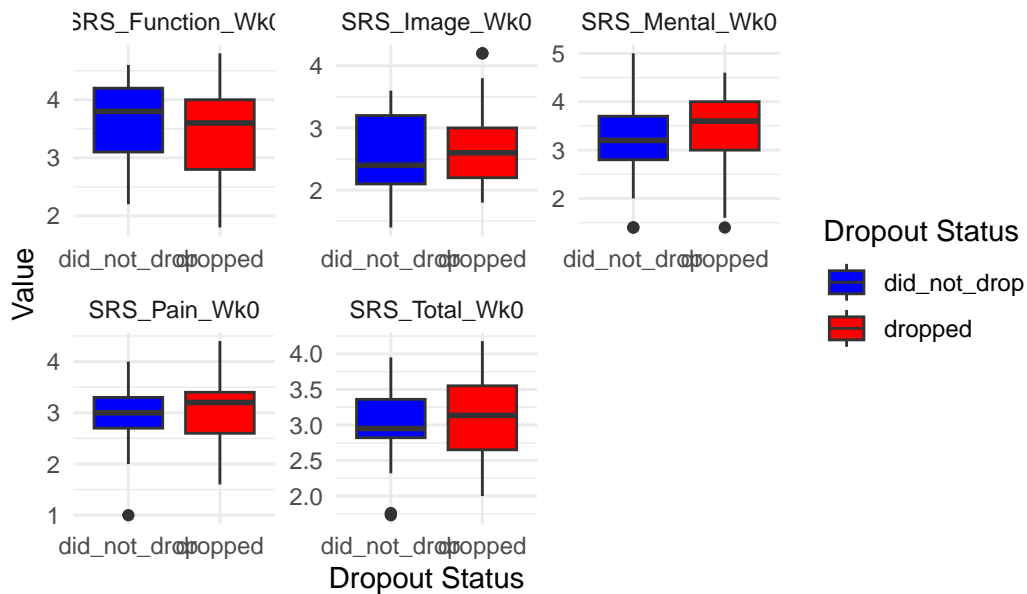 SRS_Function_Wk0
SRS_Image_Wk0
SRS_Mental_Wk0
4
3
2
4
3
2
5
4
3
2
did_not_drop
dropped
did_not_drop
dropped
did_not_drop
dropped
Value
SRS_Pain_Wk0
SRS_Total_Wk0
4
3
2
1
4.0
3.5
3.0
2.5
2.0
did_not_drop
dropped
did_not_drop
dropped
Dropout Status
Dropout Status
did_not_drop
dropped